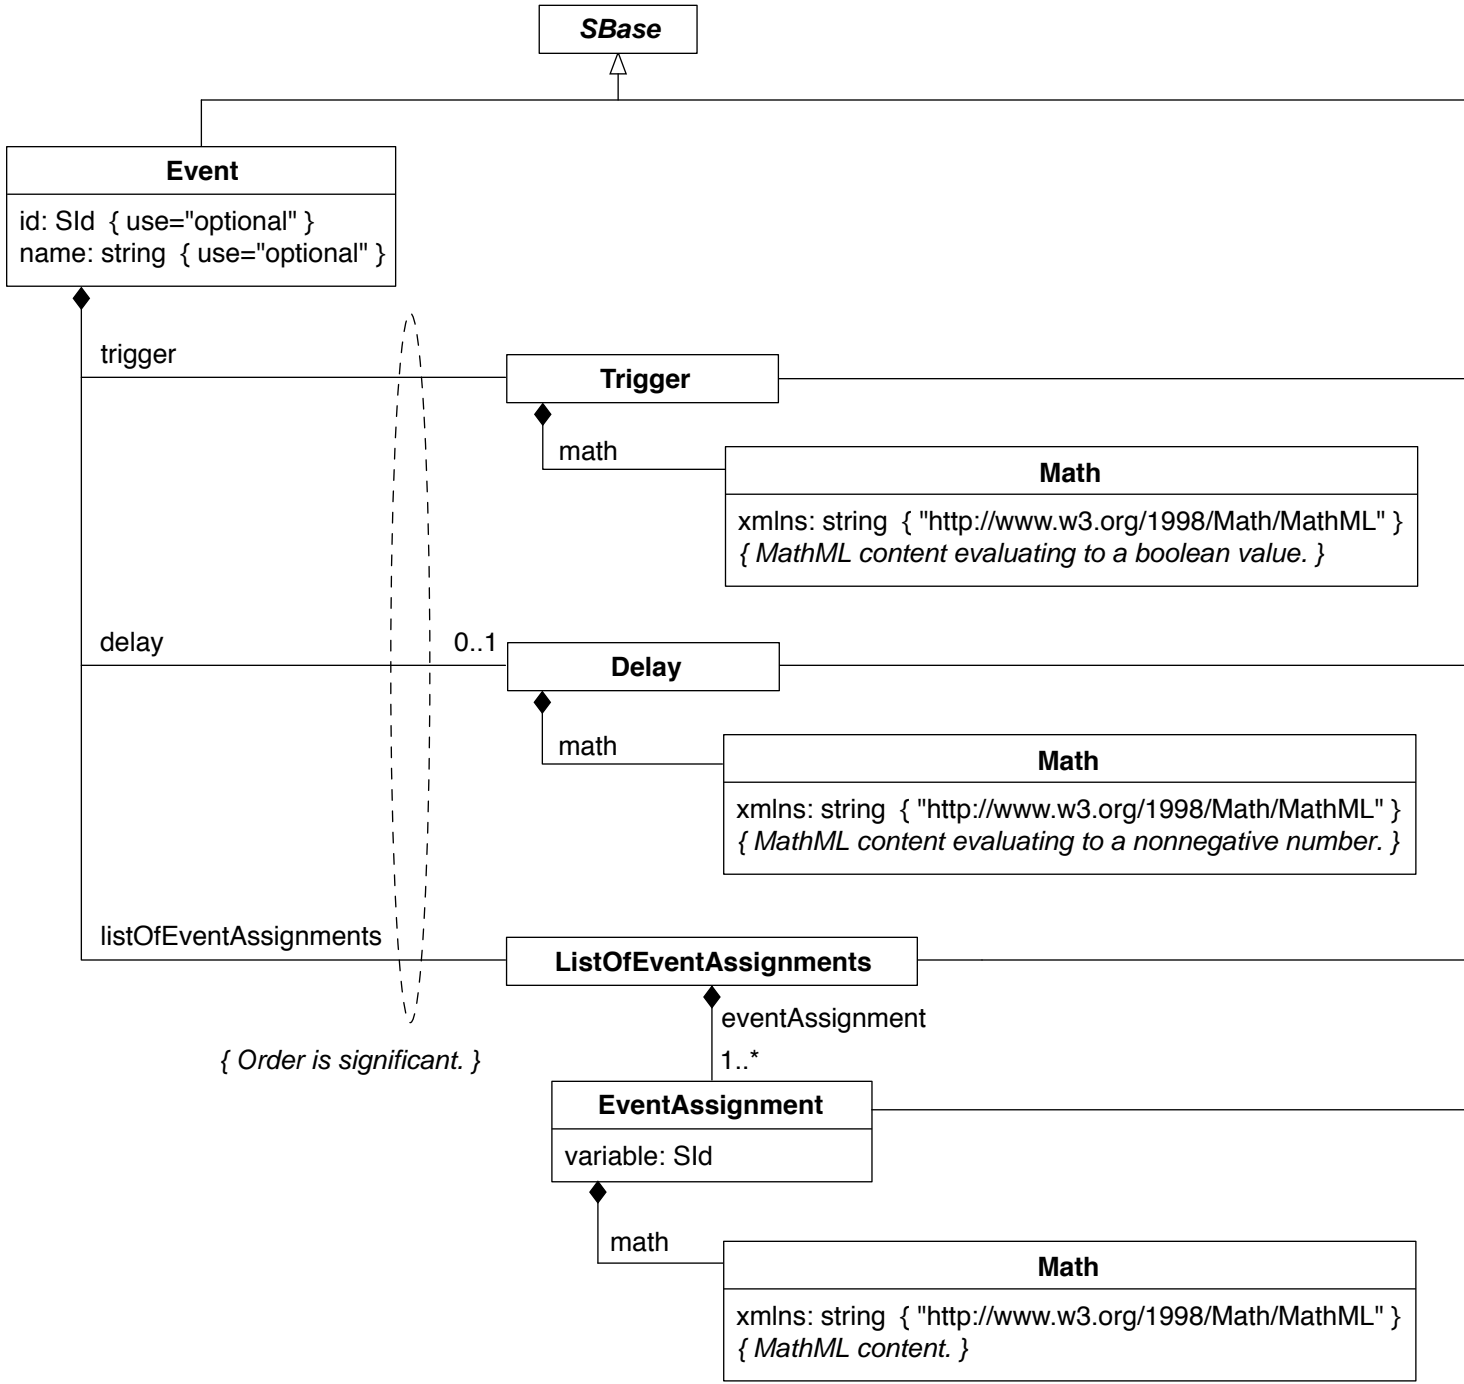 SBase
Event
id: SId { use="optional" }
name: string { use="optional" }
trigger
Trigger
math
Math
xmlns: string { "http://www.w3.org/1998/Math/MathML" }
{ MathML content evaluating to a boolean value. }
delay
0..1
Delay
math
Math
xmlns: string { "http://www.w3.org/1998/Math/MathML" }
{ MathML content evaluating to a nonnegative number. }
listOfEventAssignments
ListOfEventAssignments
eventAssignment
{ Order is significant. }
1..*
EventAssignment
variable: SId
math
Math
xmlns: string { "http://www.w3.org/1998/Math/MathML" }
{ MathML content. }